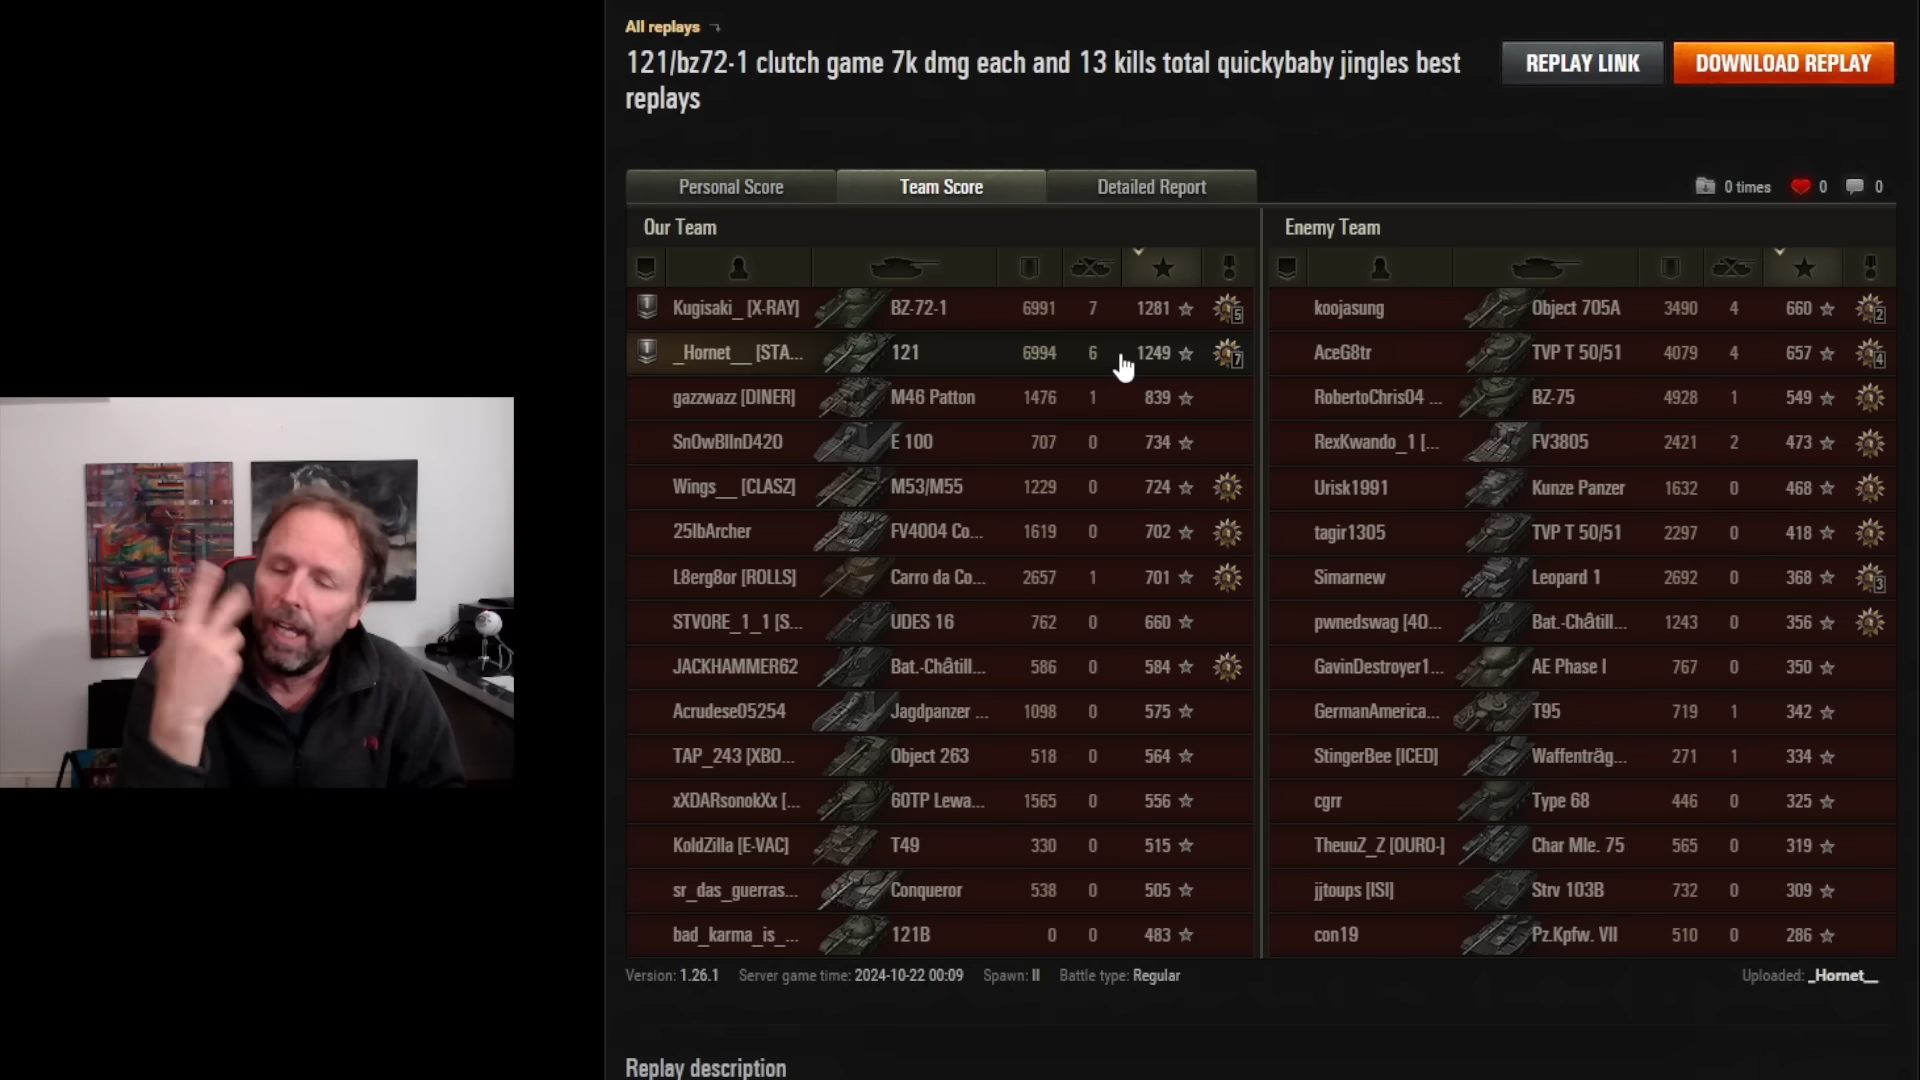 All replays
121/bz72-1 clutch game 7k dmg each and 13 kills total quickybaby jingles best
replays
REPLAY LINK
DOWNLOAD REPLAY
Personal Score
Team Score
Detailed Report
0 times
0
0
Our Team
Enemy Team
1 Kugisaki_ [X-RAY] BZ-72-1 6991 7 1281 5
1 _Hornet__ [STA... 121 6994 6 1249 7
gazzwazz [DINER] M46 Patton 1476 1 839
SnOwBlInD420 E 100 707 0 734
Wings__ [CLASZ] M53/M55 1229 0 724
25lbArcher FV4004 Co... 1619 0 702
L8erg8or [ROLLS] Carro da Co... 2657 1 701
STVORE_1_1 [S... UDES 16 762 0 660
JACKHAMMER62 Bat.-Châtill... 586 0 584
Acrudese05254 Jagdpanzer ... 1098 0 575
TAP_243 [XBO... Object 263 518 0 564
xXDARsonokXx [... 60TP Lewa... 1565 0 556
KoldZilla [E-VAC] T49 330 0 515
sr_das_guerras... Conqueror 538 0 505
bad_karma_is_... 121B 0 0 483
koojasung Object 705A 3490 4 660 2
AceG8tr TVP T 50/51 4079 4 657 4
RobertoChris04 ... BZ-75 4928 1 549
RexKwando_1 [... FV3805 2421 2 473
Urisk1991 Kunze Panzer 1632 0 468
tagir1305 TVP T 50/51 2297 0 418
Simarnew Leopard 1 2692 0 368 3
pwnedswag [40... Bat.-Châtill... 1243 0 356
GavinDestroyer1... AE Phase I 767 0 350
GermanAmerica... T95 719 1 342
StingerBee [ICED] Waffenträg... 271 1 334
cgrr Type 68 446 0 325
TheuuZ_Z [OURO-] Char Mle. 75 565 0 319
jjtoups [ISI] Strv 103B 732 0 309
con19 Pz.Kpfw. VII 510 0 286
Version: 1.26.1 Server game time: 2024-10-22 00:09 Spawn: II Battle type: Regular
Uploaded: _Hornet__
Replay description